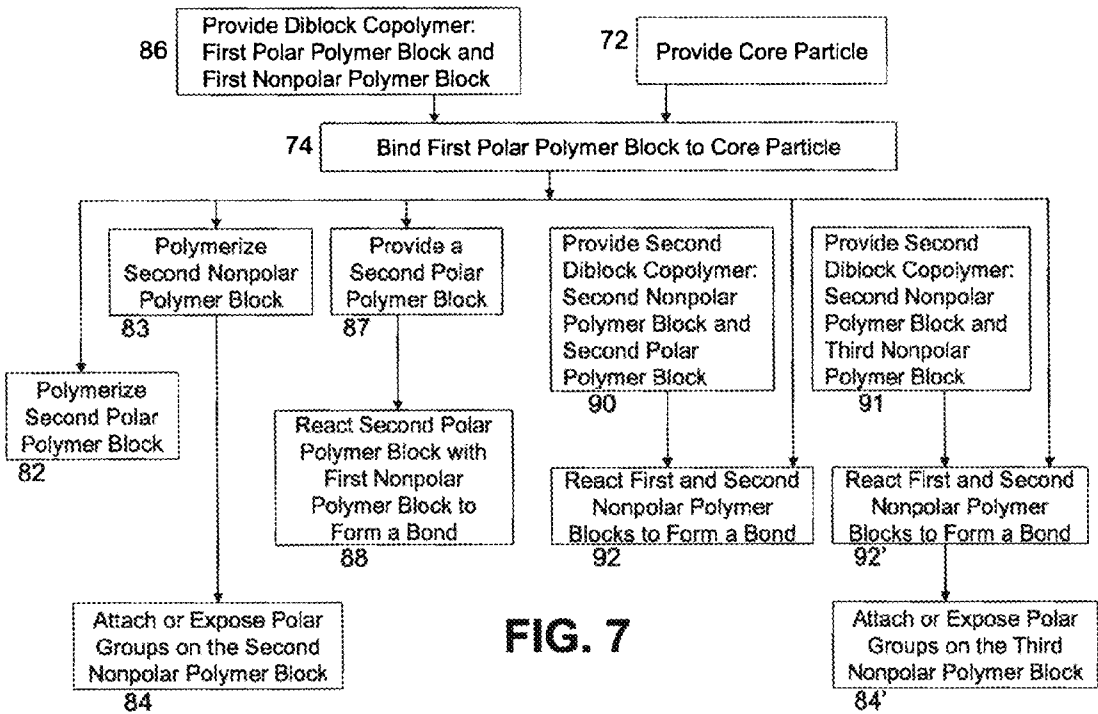 86
Provide Diblock Copolymer:
First Polar Polymer Block and
First Nonpolar Polymer Block
72
Provide Core Particle
74
Bind First Polar Polymer Block to Core Particle
Polymerize
Second Nonpolar
Polymer Block
83
Provide a
Second Polar
Polymer Block
87
Provide Second
Diblock Copolymer:
Second Nonpolar
Polymer Block and
Second Polar
Polymer Block
90
Provide Second
Diblock Copolymer:
Second Nonpolar
Polymer Block and
Third Nonpolar
Polymer Block
91
Polymerize
Second Polar
Polymer Block
82
React Second Polar
Polymer Block with
First Nonpolar
Polymer Block to
Form a Bond
88
React First and Second
Nonpolar Polymer
Blocks to Form a Bond
92
React First and Second
Nonpolar Polymer
Blocks to Form a Bond
92'
Attach or Expose Polar
Groups on the Second
Nonpolar Polymer Block
84
FIG. 7
Attach or Expose Polar
Groups on the Third
Nonpolar Polymer Block
84'